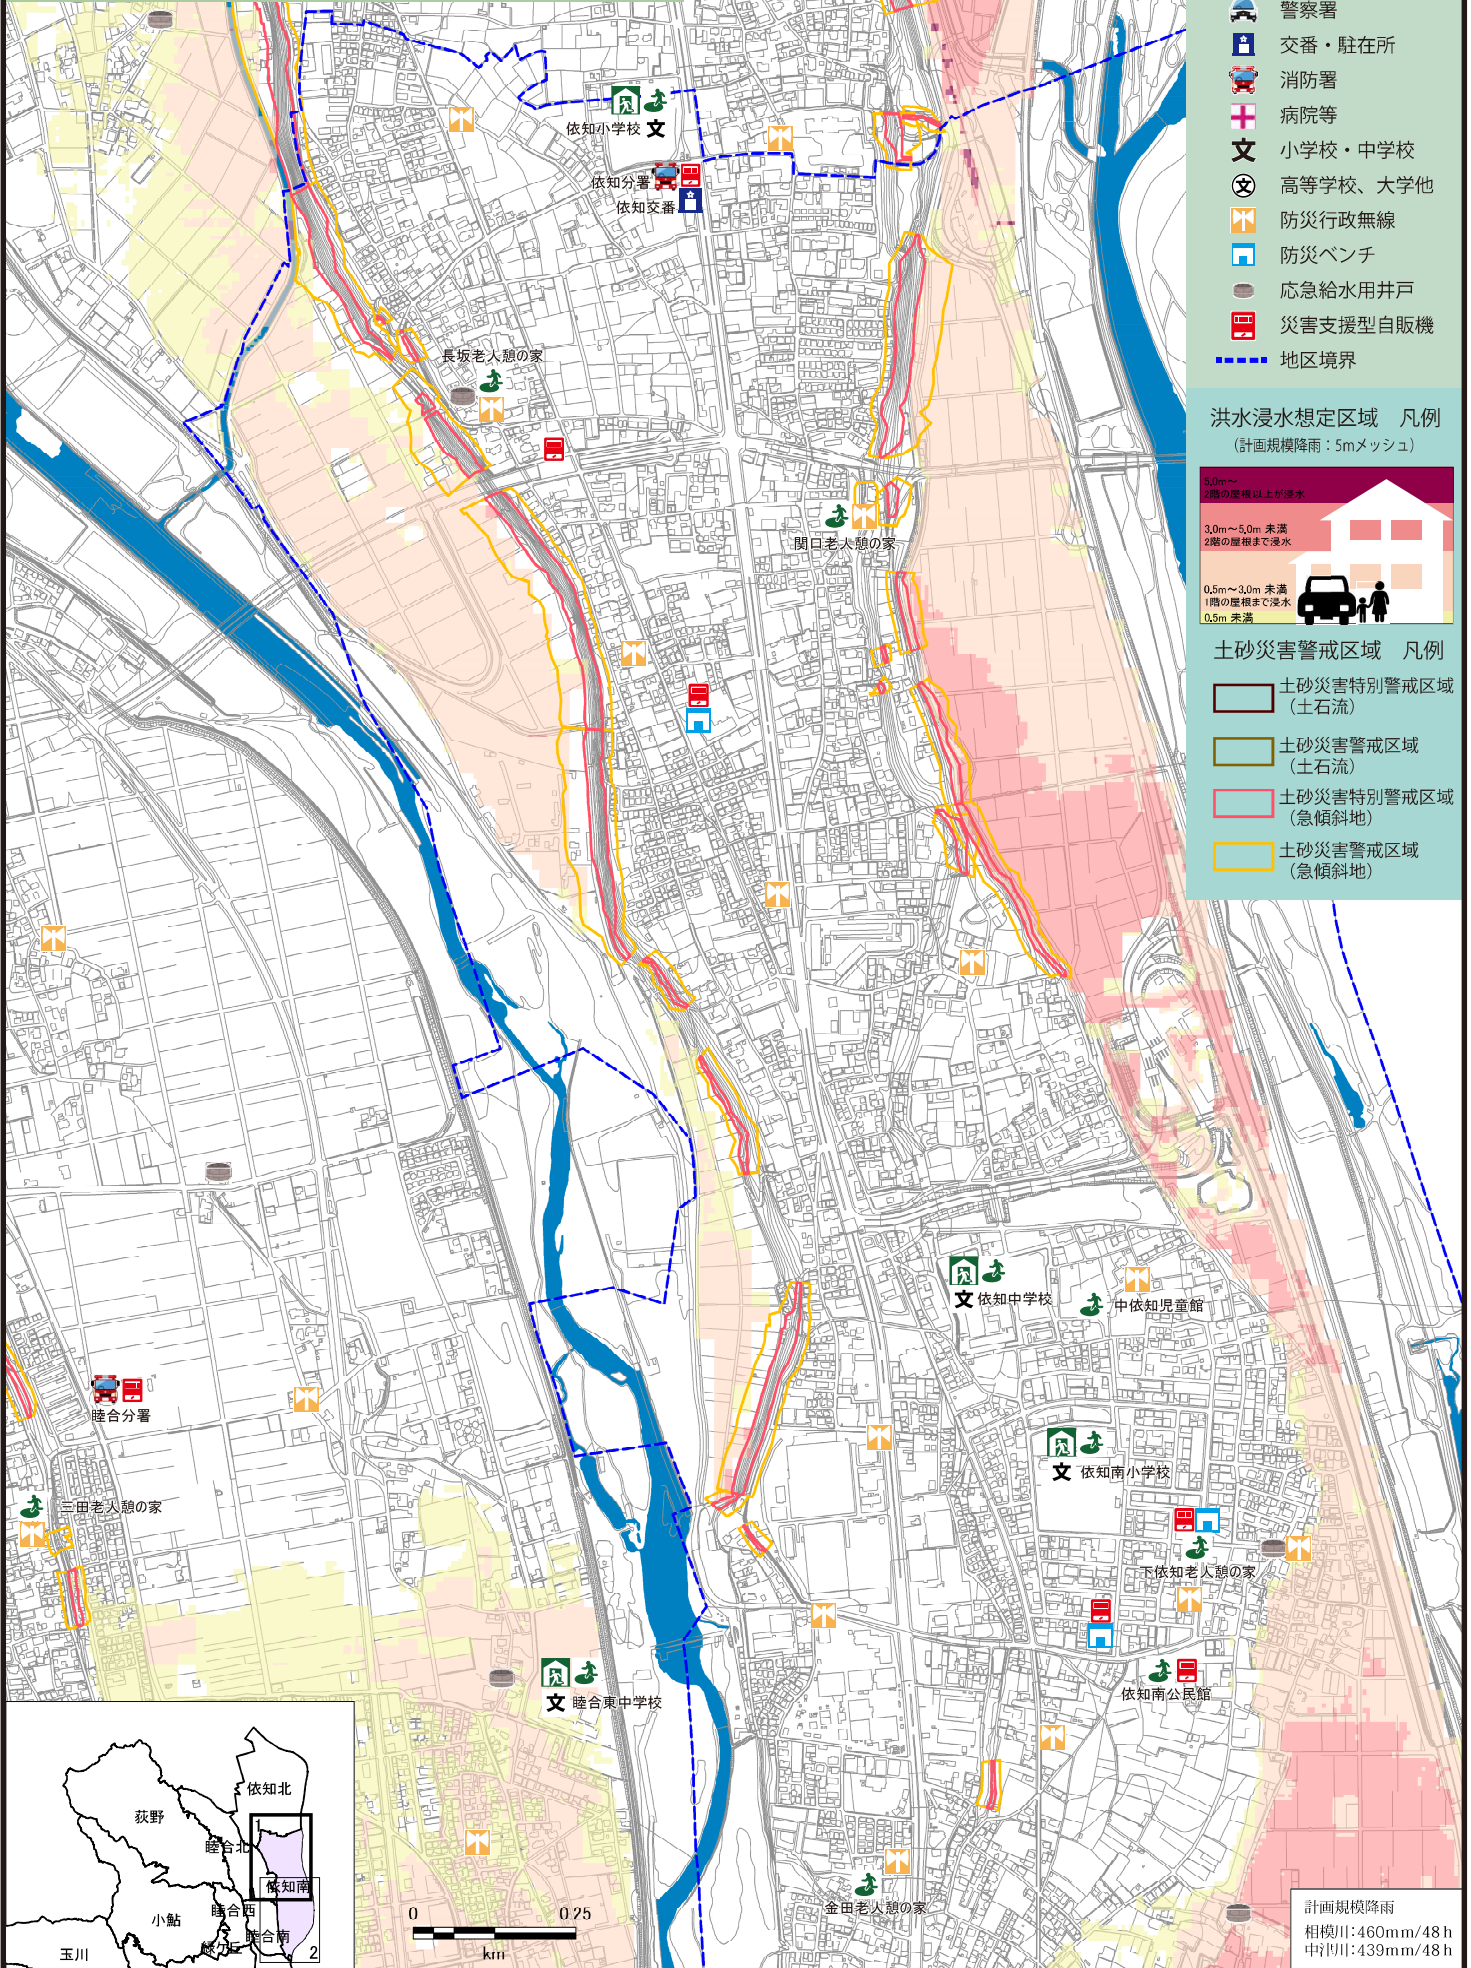 警察署
交番・駐在所
消防署
病院等
小学校・中学校
高等学校、大学他
防災行政無線
防災ベンチ
応急給水用井戸
災害支援型自販機
地区境界
洪水浸水想定区域　凡例
（計画規模降雨：5mメッシュ）
5.0m～
2階の屋根以上が浸水
3.0m～5.0m 未満
2階の屋根まで浸水
0.5m～3.0m 未満
1階の屋根まで浸水
0.5m 未満
土砂災害警戒区域　凡例
土砂災害特別警戒区域
（土石流）
土砂災害警戒区域
（土石流）
土砂災害特別警戒区域
（急傾斜地）
土砂災害警戒区域
（急傾斜地）
依知小学校 文
依知分署
依知交番
長坂老人憩の家
関口老人憩の家
文 依知中学校
中依知児童館
睦合分署
文 依知南小学校
三田老人憩の家
下依知老人憩の家
文 睦合東中学校
依知南公民館
金田老人憩の家
依知北
荻野
1
睦合北
依知南
睦合西
小鮎
睦合南
緑ケ丘
玉川
2
0 0.25
km
計画規模降雨
相模川：460mm/48h
中津川：439mm/48h